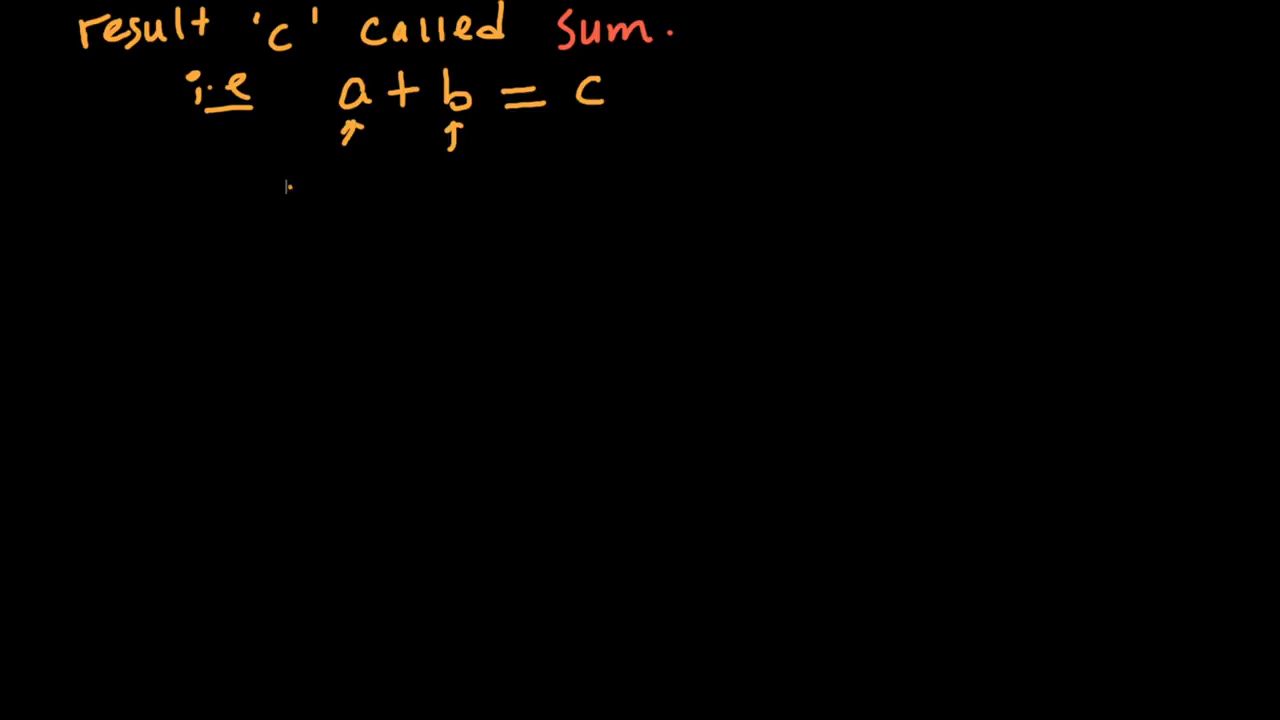 result 'c' called sum.
i.e a + b = c